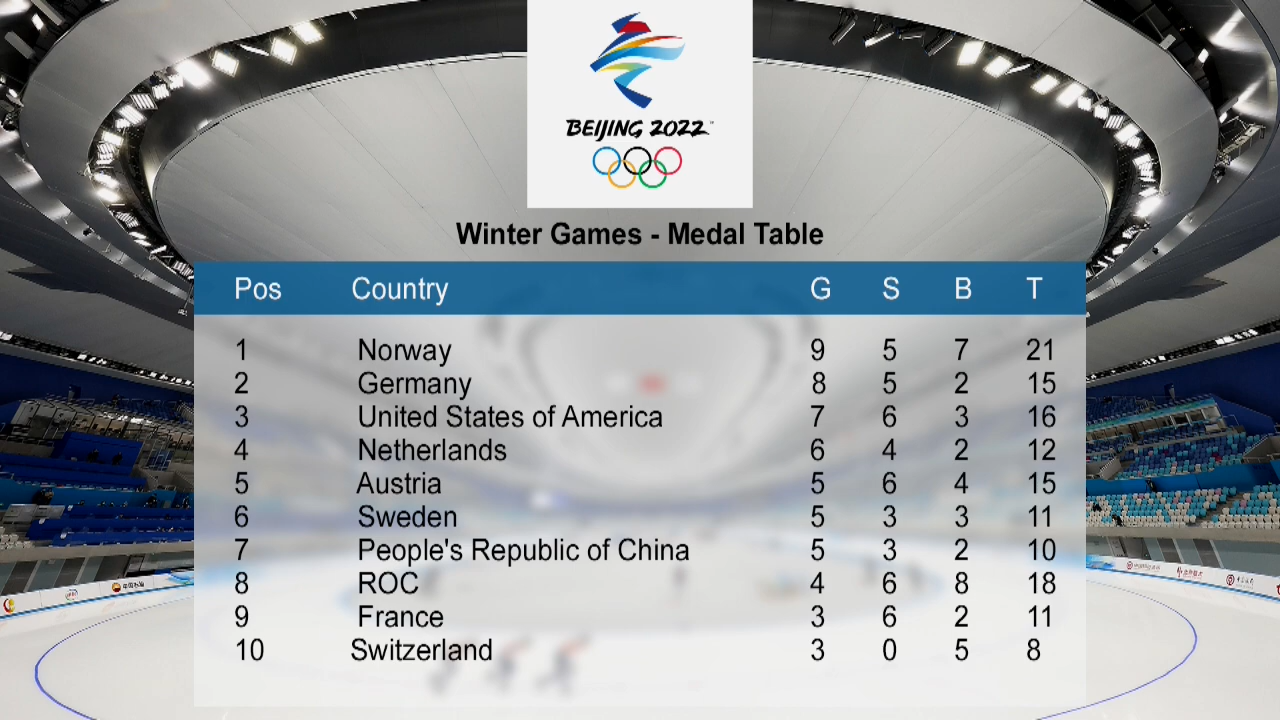 BEIJING 2022™
Winter Games - Medal Table
Pos Country G S B T
1 Norway 9 5 7 21
2 Germany 8 5 2 15
3 United States of America 7 6 3 16
4 Netherlands 6 4 2 12
5 Austria 5 6 4 15
6 Sweden 5 3 3 11
7 People's Republic of China 5 3 2 10
8 ROC 4 6 8 18
9 France 3 6 2 11
10 Switzerland 3 0 5 8